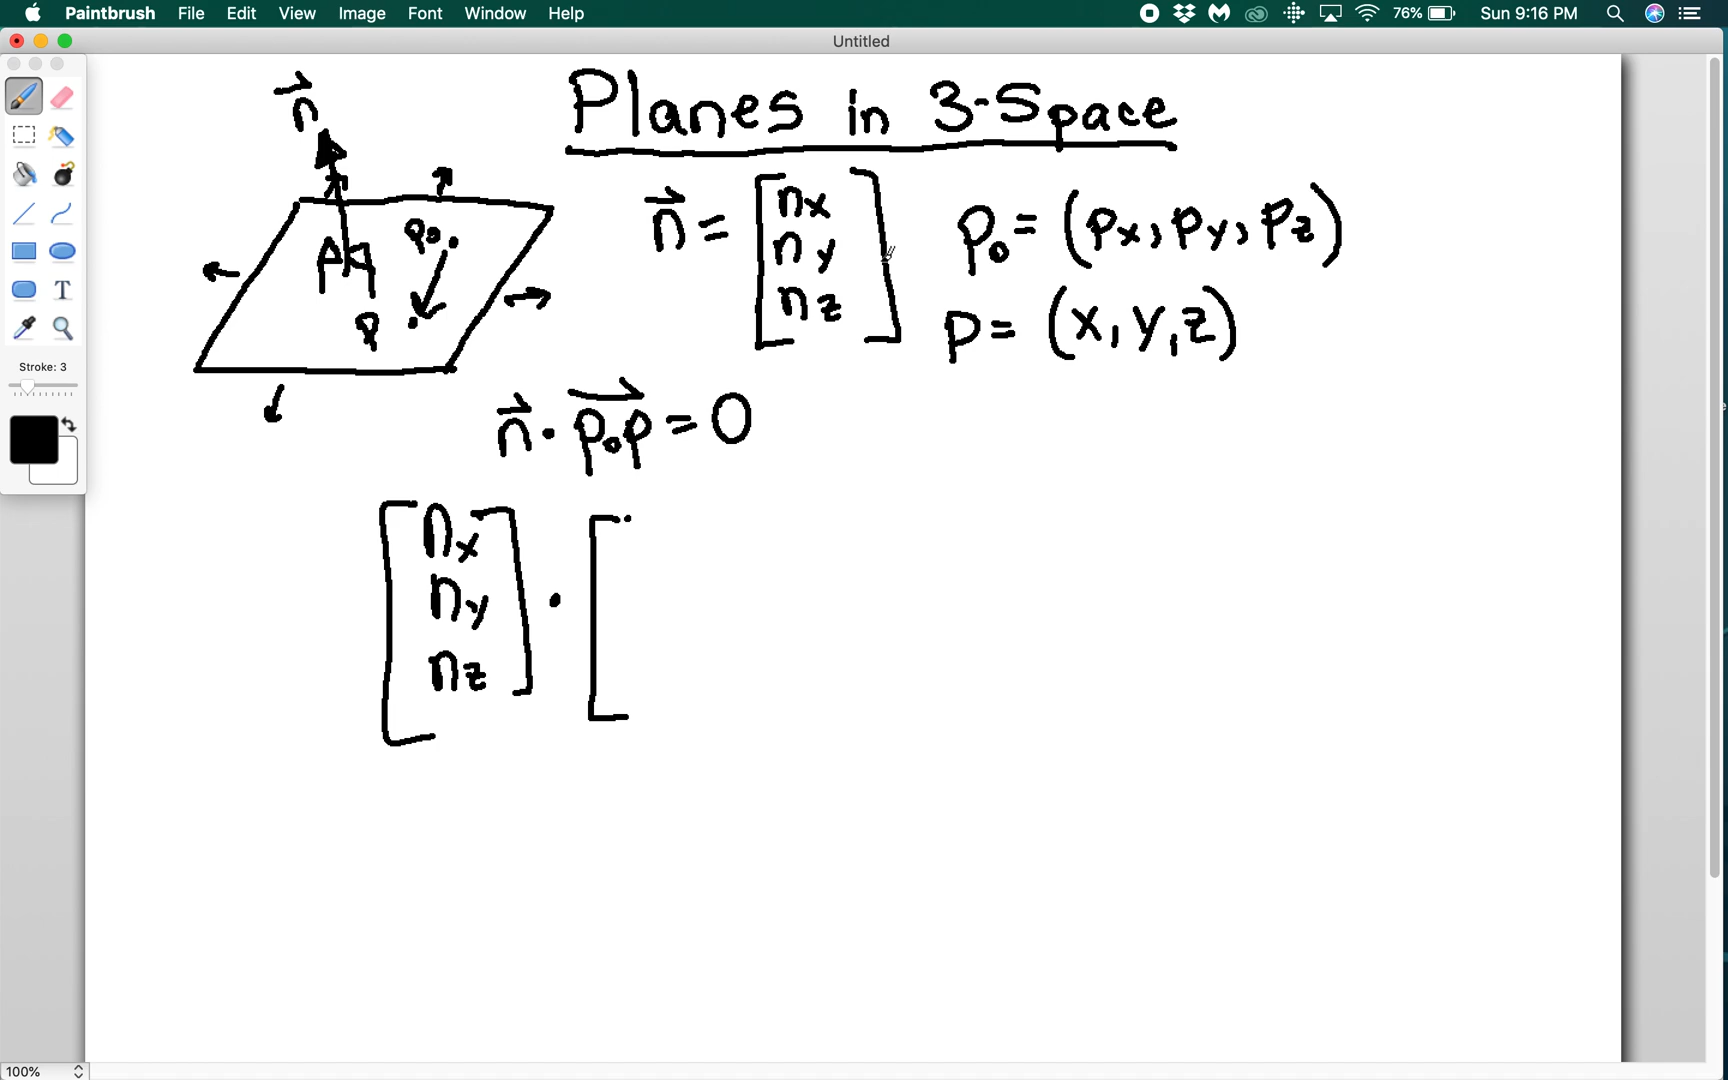 Paintbrush File Edit View Image Font Window Help 76% Sun 9:16 PM
Untitled
Planes in 3-Space
n⃗
n⃗ = [nx ny nz]
p₀ = (px, py, pz)
p₀
p
p = (x, y, z)
Stroke: 3
n⃗ · p₀p⃗ = 0
[nx ny nz] · [
100%